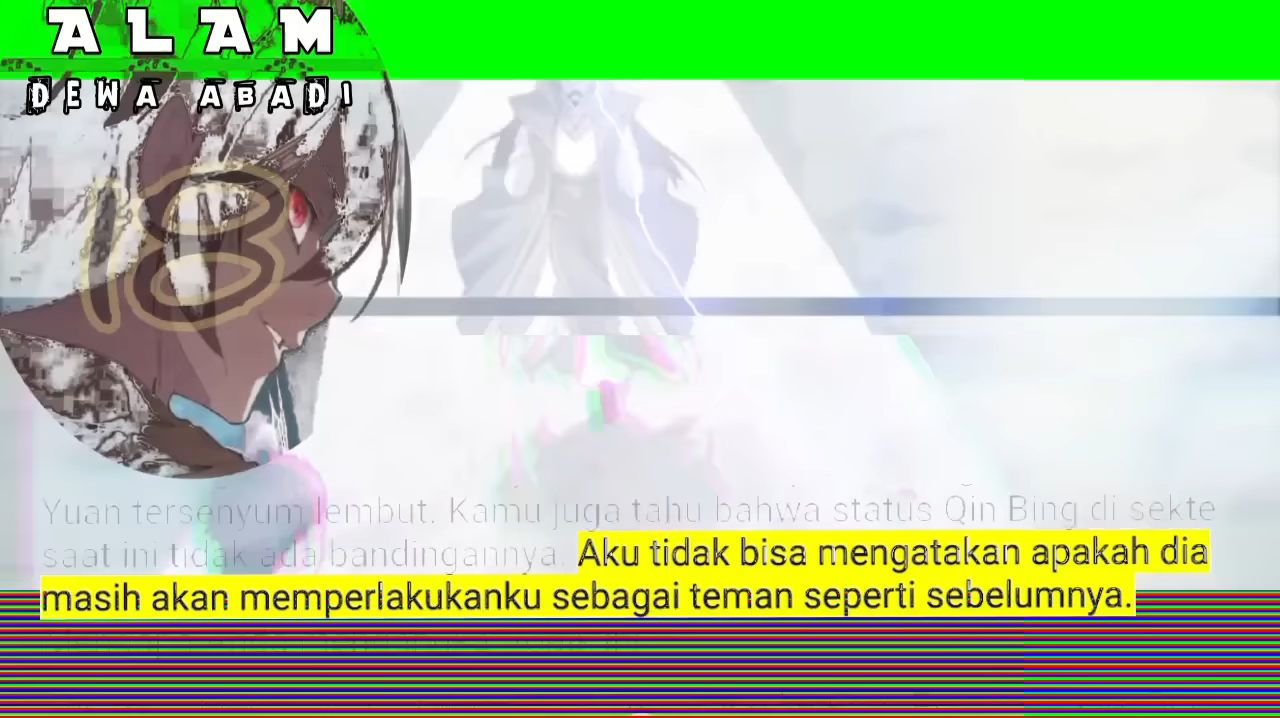 ALAM
DEWA ABADI
18
Yuan tersenyum lembut. Kamu juga tahu bahwa status Qin Bing di sekte
saat ini tidak ada bandingannya. Aku tidak bisa mengatakan apakah dia
masih akan memperlakukanku sebagai teman seperti sebelumnya.